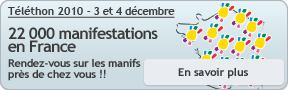 Téléthon 2010 - 3 et 4 décembre
22 000 manifestations
en France
Rendez-vous sur les manifs
près de chez vous !!
En savoir plus